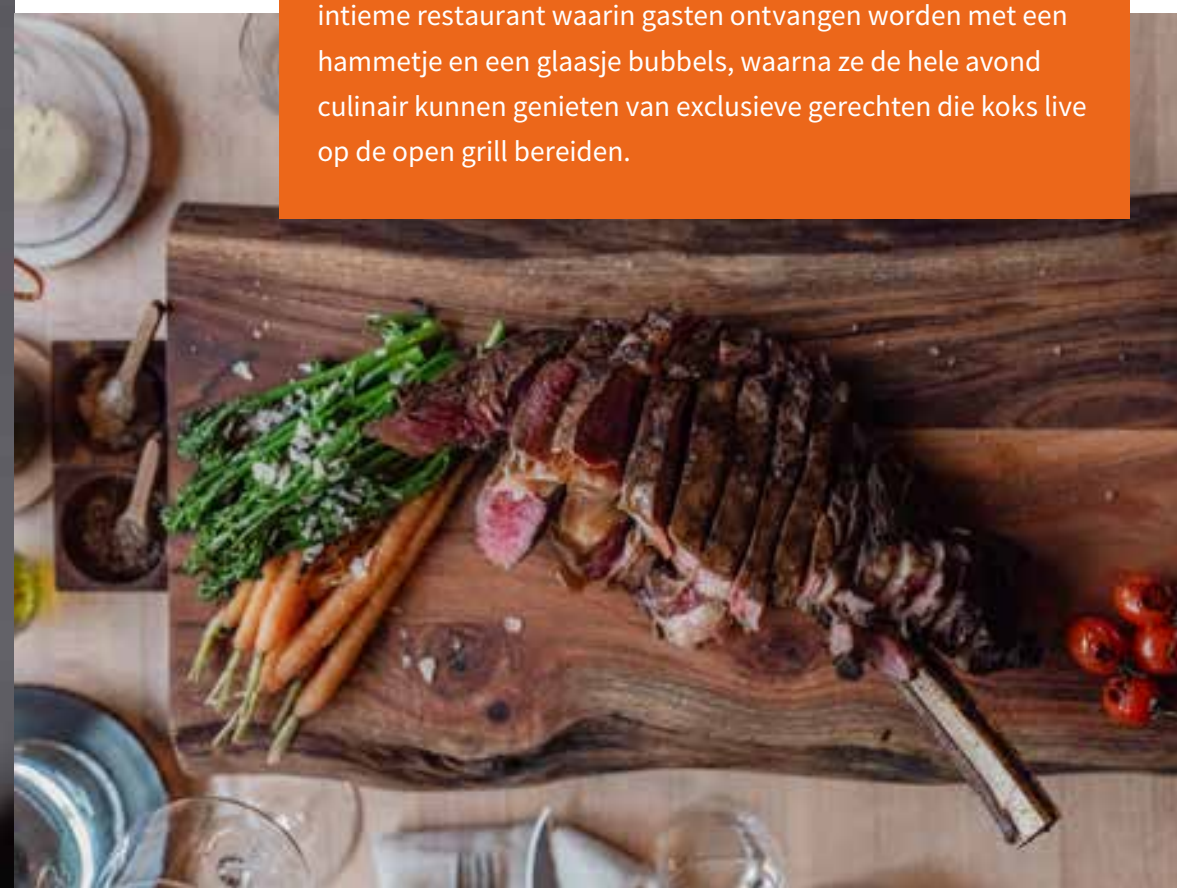 intieme restaurant waarin gasten ontvangen worden met een
hammetje en een glaasje bubbels, waarna ze de hele avond
culinair kunnen genieten van exclusieve gerechten die koks live
op de open grill bereiden.